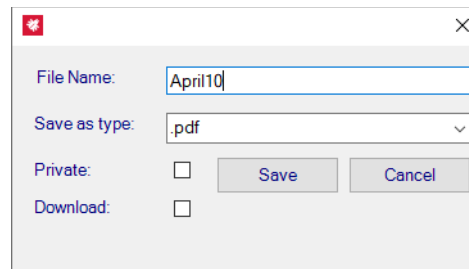 File Name: April10
Save as type: .pdf
Private: Save Cancel
Download: